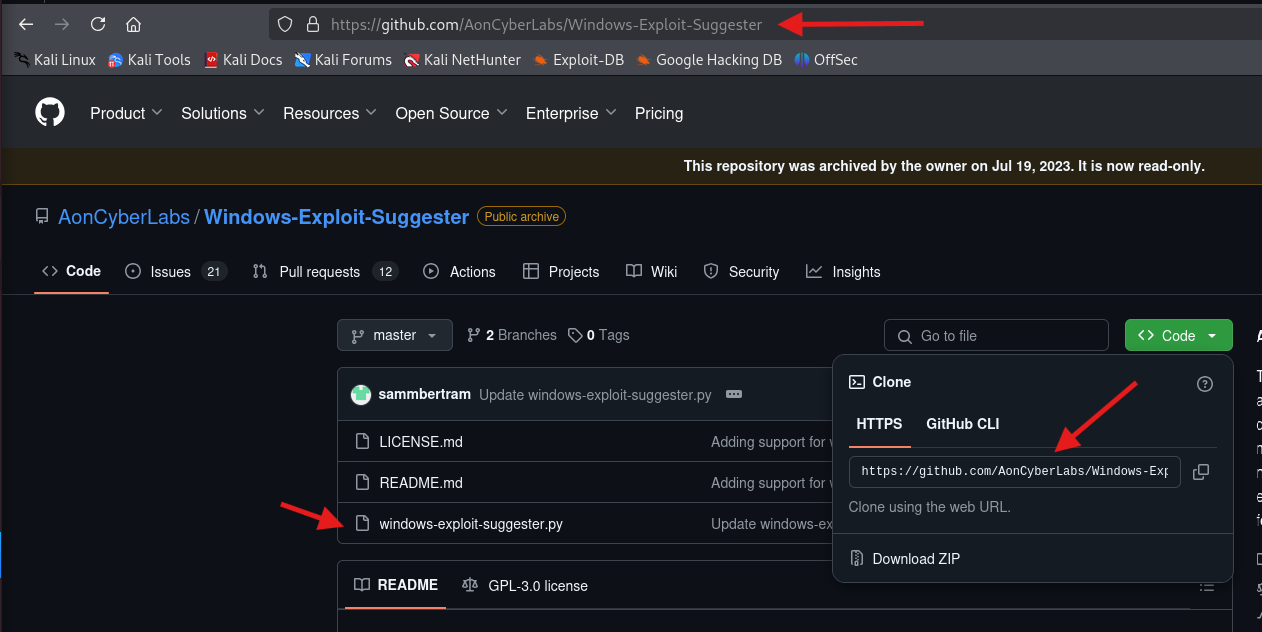 https://github.com/AonCyberLabs/Windows-Exploit-Suggester
Kali Linux Kali Tools Kali Docs Kali Forums Kali NetHunter Exploit-DB Google Hacking DB OffSec
Product Solutions Resources Open Source Enterprise Pricing
This repository was archived by the owner on Jul 19, 2023. It is now read-only.
AonCyberLabs / Windows-Exploit-Suggester Public archive
Code Issues 21 Pull requests 12 Actions Projects Wiki Security Insights
master 2 Branches 0 Tags Go to file Code
Clone
sammbertram Update windows-exploit-suggester.py
HTTPS GitHub CLI
LICENSE.md Adding support for
https://github.com/AonCyberLabs/Windows-Exp
README.md Adding support for
Clone using the web URL.
windows-exploit-suggester.py Update windows-ex
Download ZIP
README GPL-3.0 license